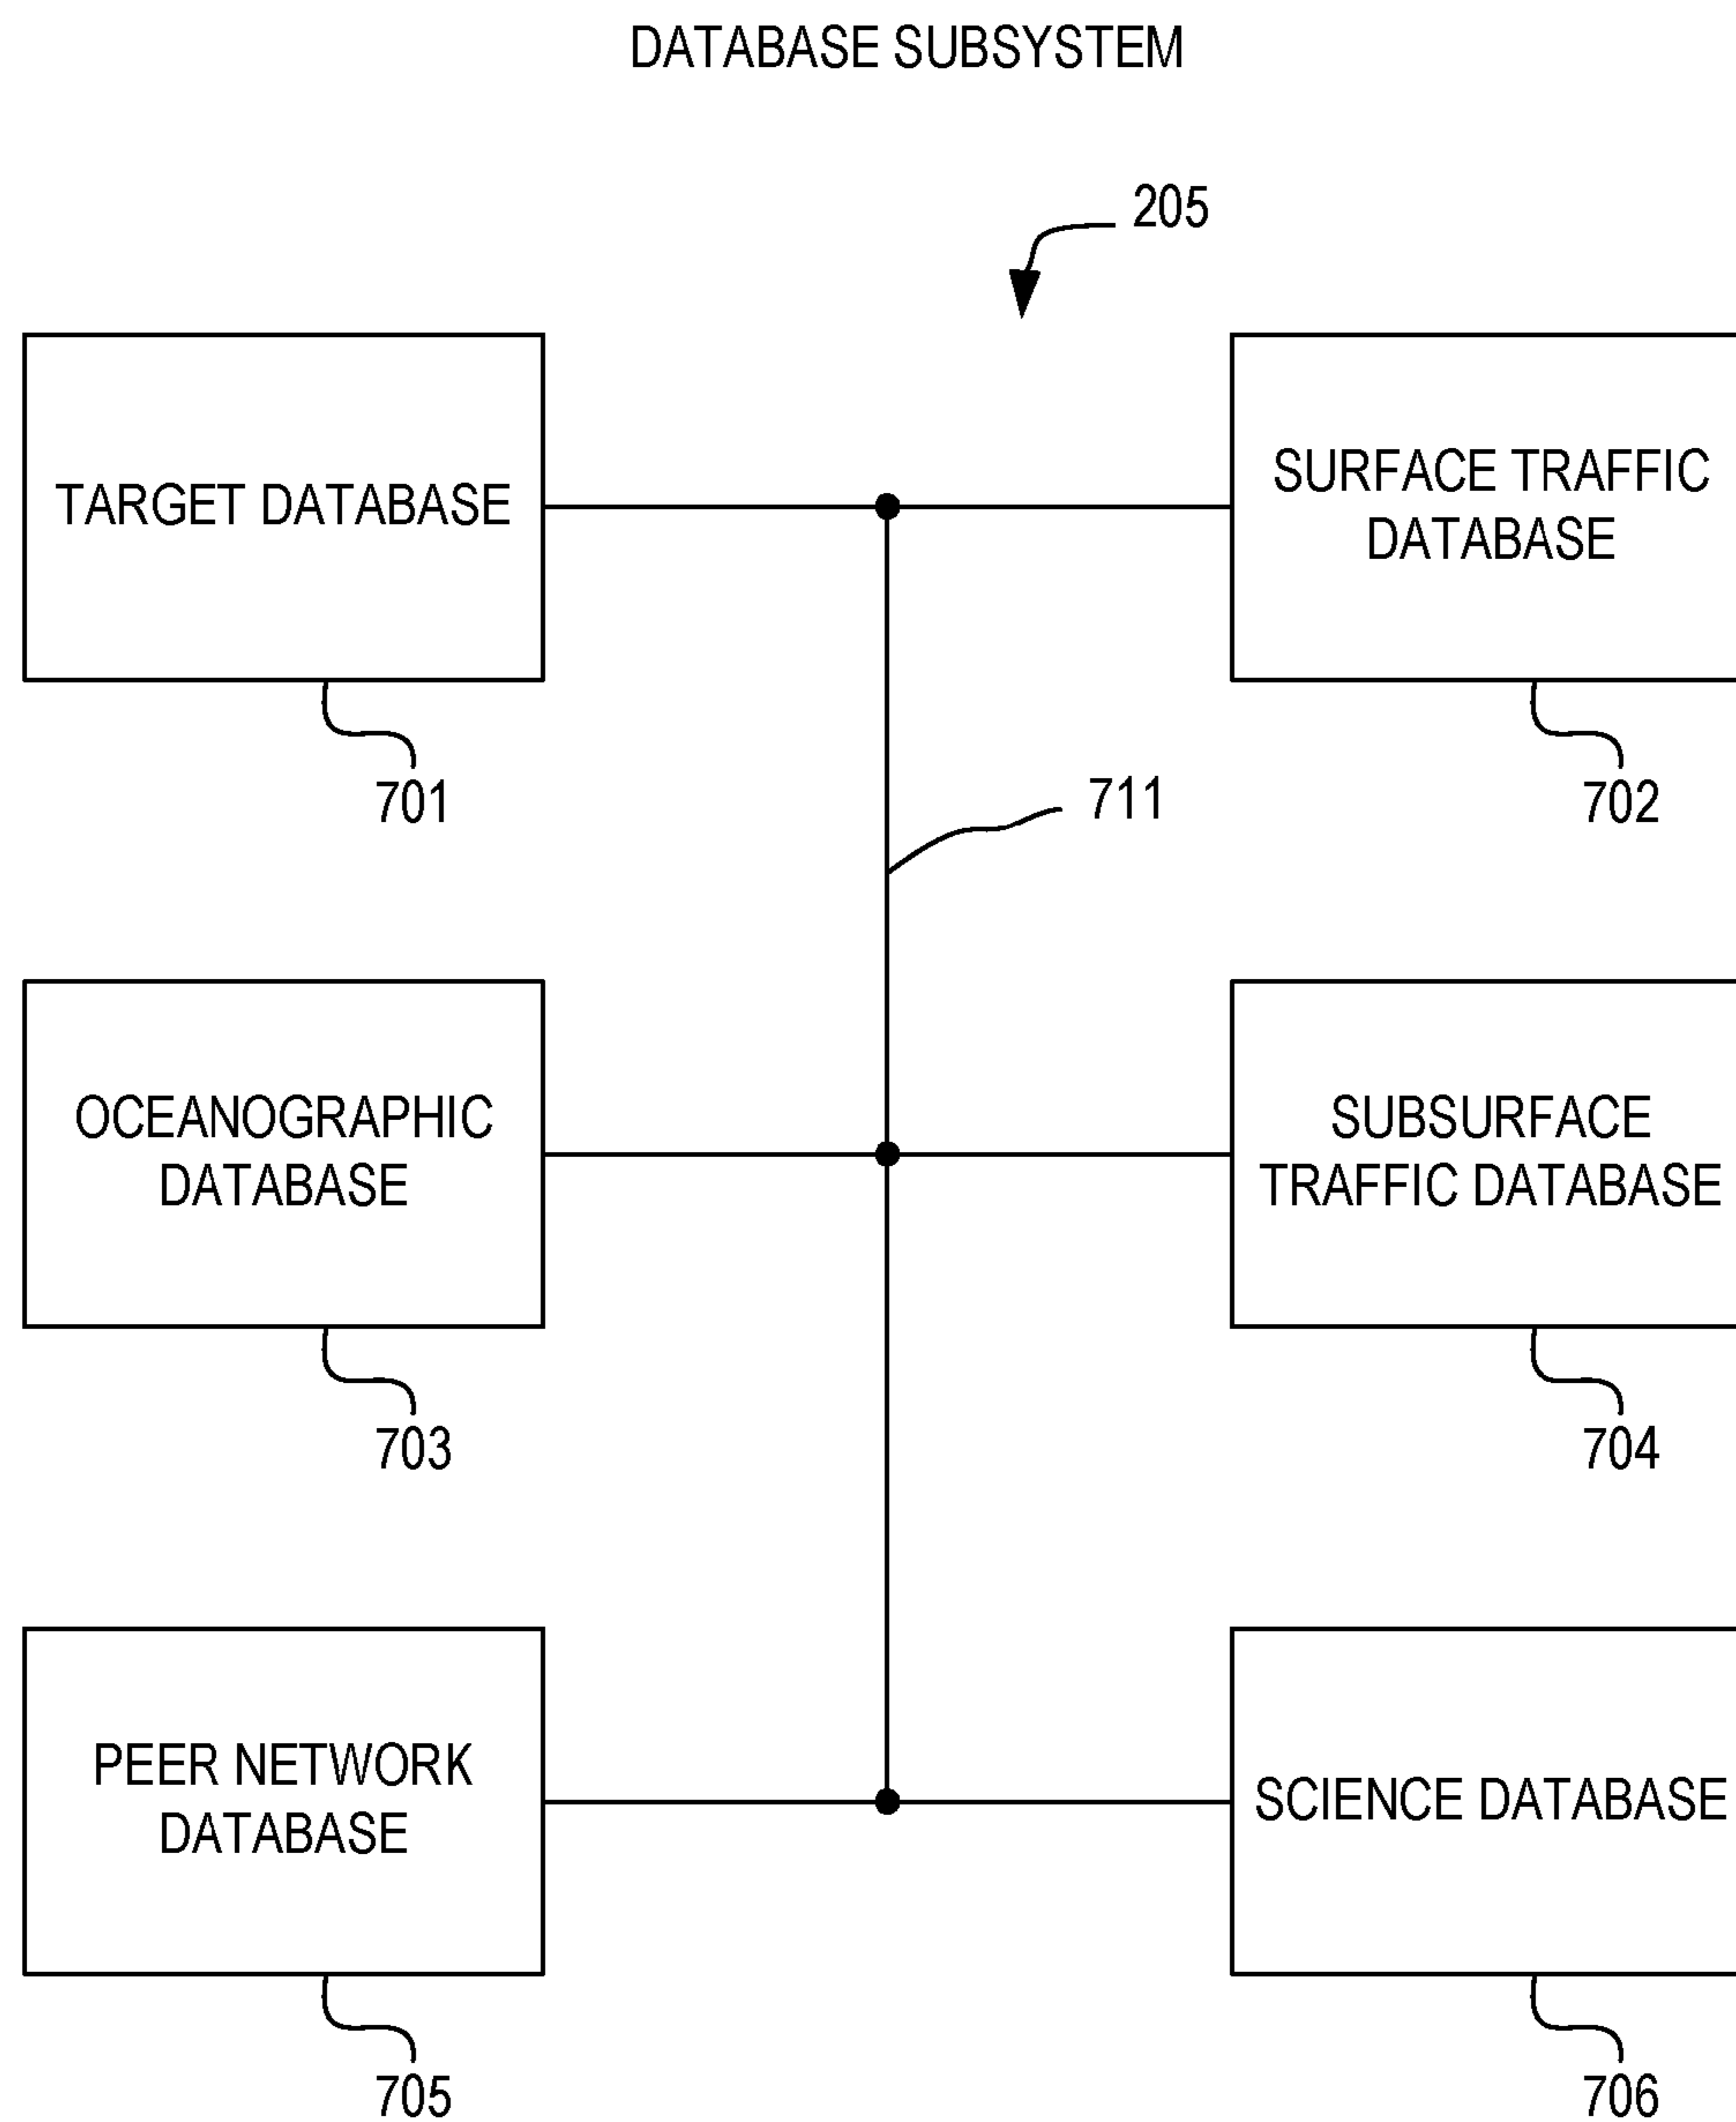 DATABASE SUBSYSTEM
205
TARGET DATABASE
SURFACE TRAFFIC
DATABASE
701
711
702
OCEANOGRAPHIC
DATABASE
SUBSURFACE
TRAFFIC DATABASE
703
704
PEER NETWORK
DATABASE
SCIENCE DATABASE
705
706